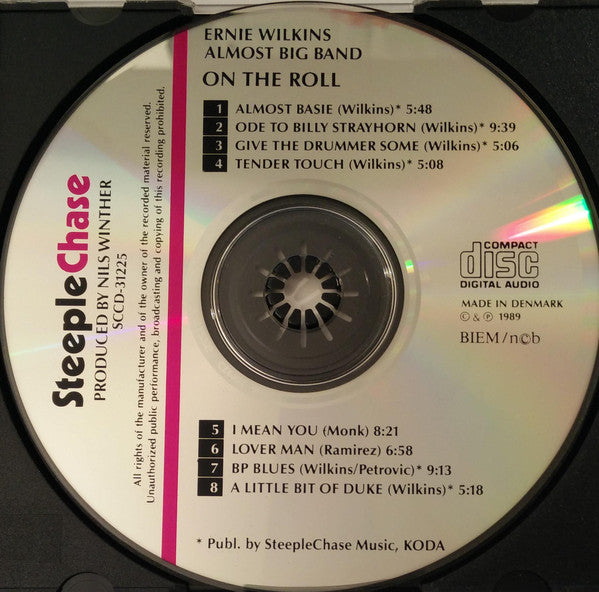 ERNIE WILKINS
ALMOST BIG BAND
ON THE ROLL
1 ALMOST BASIE (Wilkins)* 5:48
2 ODE TO BILLY STRAYHORN (Wilkins)* 9:39
3 GIVE THE DRUMMER SOME (Wilkins)* 5:06
4 TENDER TOUCH (Wilkins)* 5:08
SteepleChase
PRODUCED BY NILS WINTHER
SCCD-31225
All rights of the manufacturer and of the owner of the recorded material reserved.
Unauthorized public performance, broadcasting and copying of this recording prohibited.
COMPACT
disc
DIGITAL AUDIO
MADE IN DENMARK
© & ℗ 1989
BIEM/n©b
5 I MEAN YOU (Monk) 8:21
6 LOVER MAN (Ramirez) 6:58
7 BP BLUES (Wilkins/Petrovic)* 9:13
8 A LITTLE BIT OF DUKE (Wilkins)* 5:18
* Publ. by SteepleChase Music, KODA